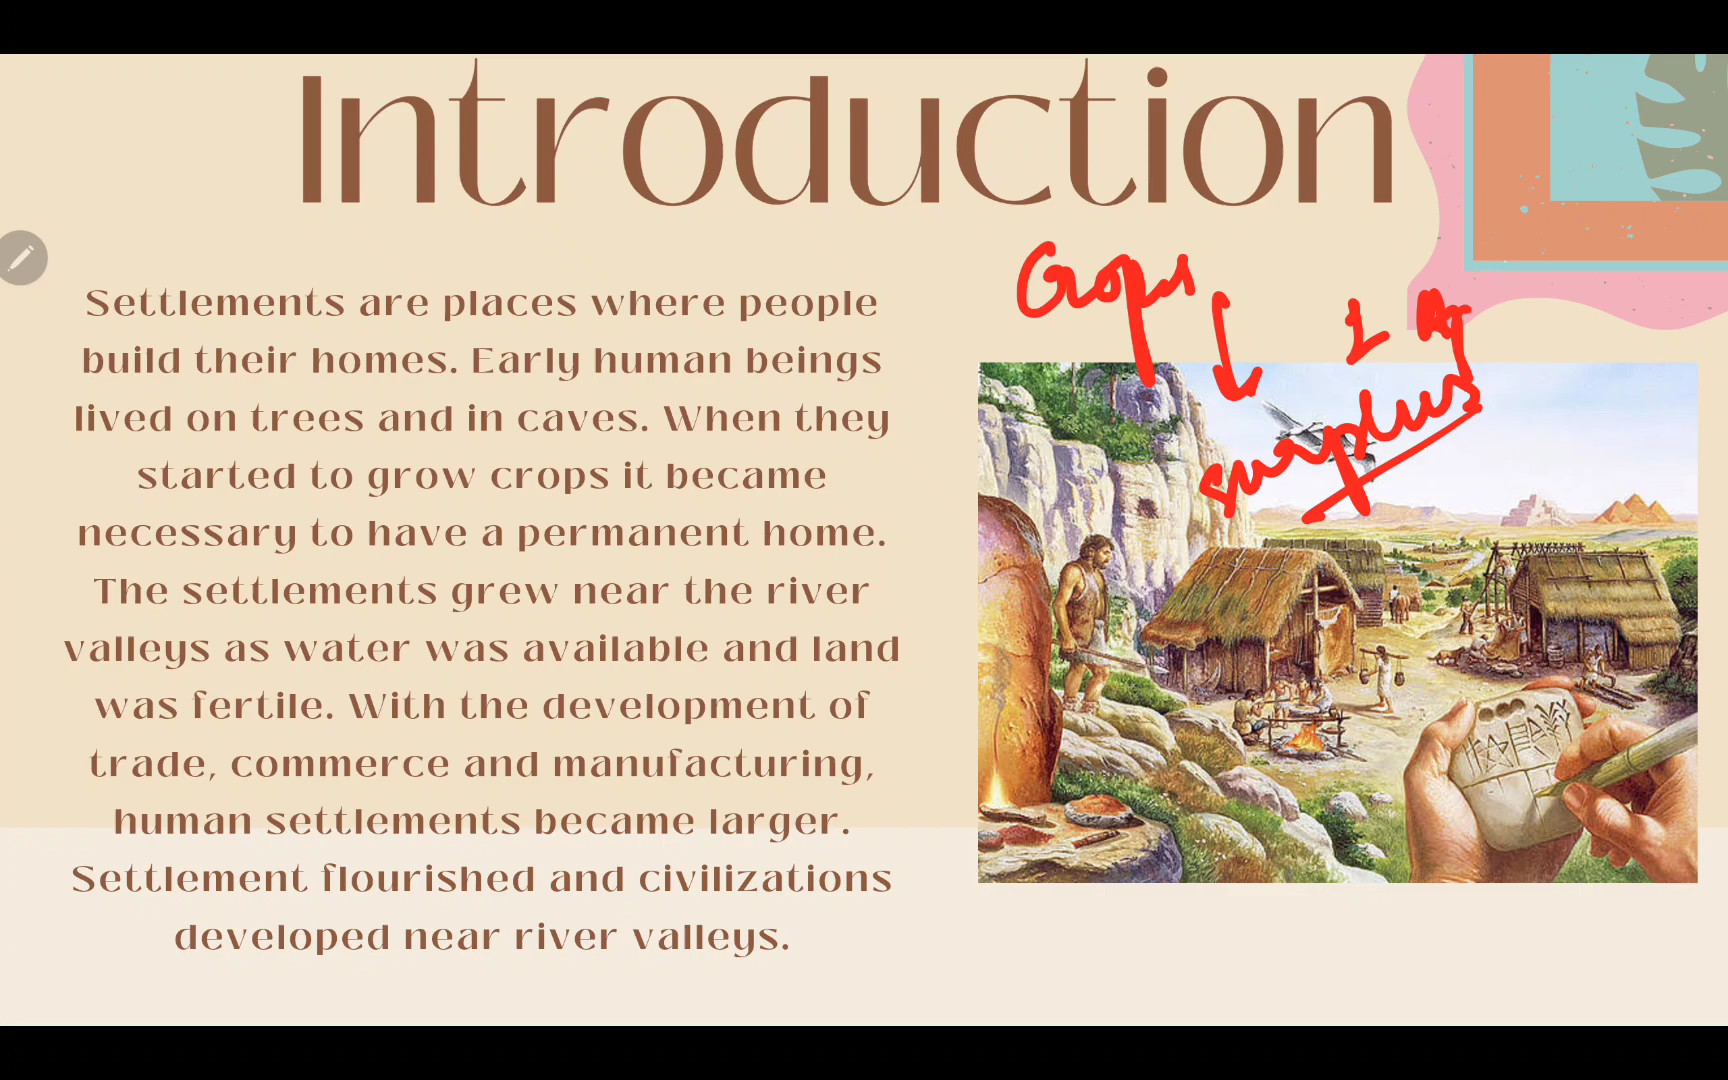 Introduction
Settlements are places where people
build their homes. Early human beings
lived on trees and in caves. When they
started to grow crops it became
necessary to have a permanent home.
The settlements grew near the river
valleys as water was available and land
was fertile. With the development of
trade, commerce and manufacturing,
human settlements became larger.
Settlement flourished and civilizations
developed near river valleys.
Crops
surplus